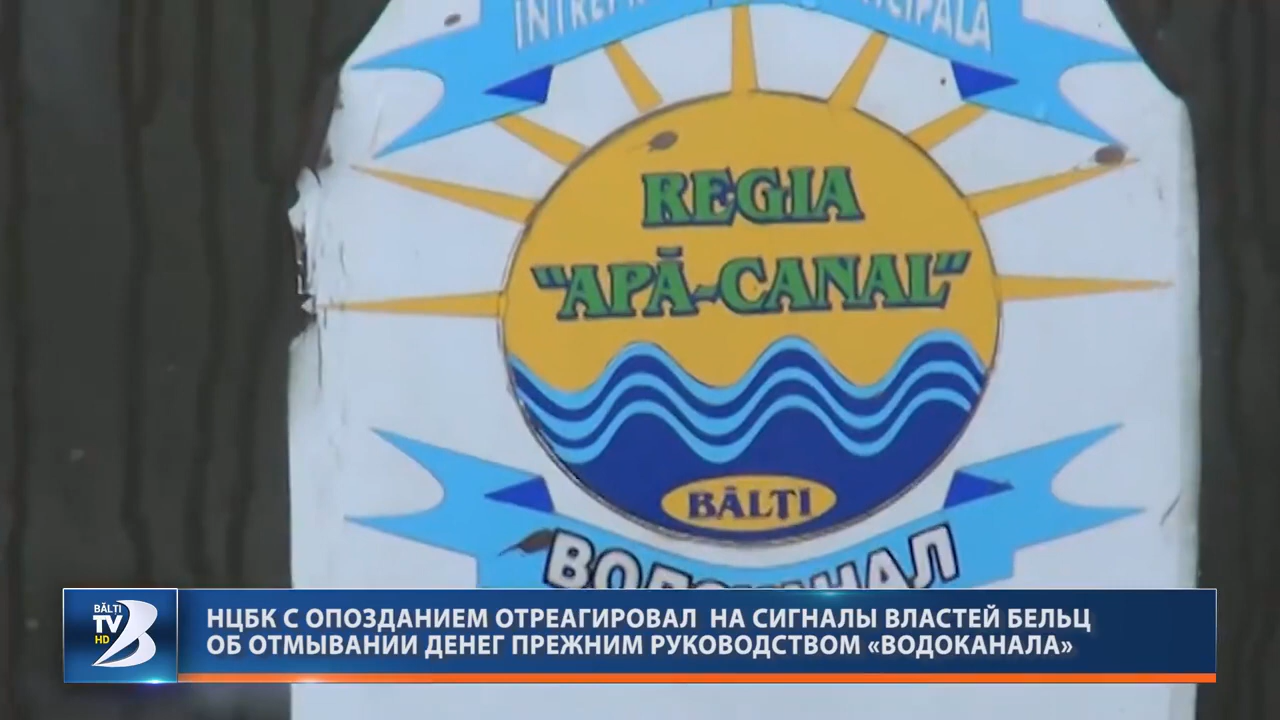 REGIA
"APĂ-CANAL"
BĂLȚI
ВОДОКАНАЛ
BĂLȚI
TV
HD
НЦБК С ОПОЗДАНИЕМ ОТРЕАГИРОВАЛ НА СИГНАЛЫ ВЛАСТЕЙ БЕЛЬЦ
ОБ ОТМЫВАНИИ ДЕНЕГ ПРЕЖНИМ РУКОВОДСТВОМ «ВОДОКАНАЛА»